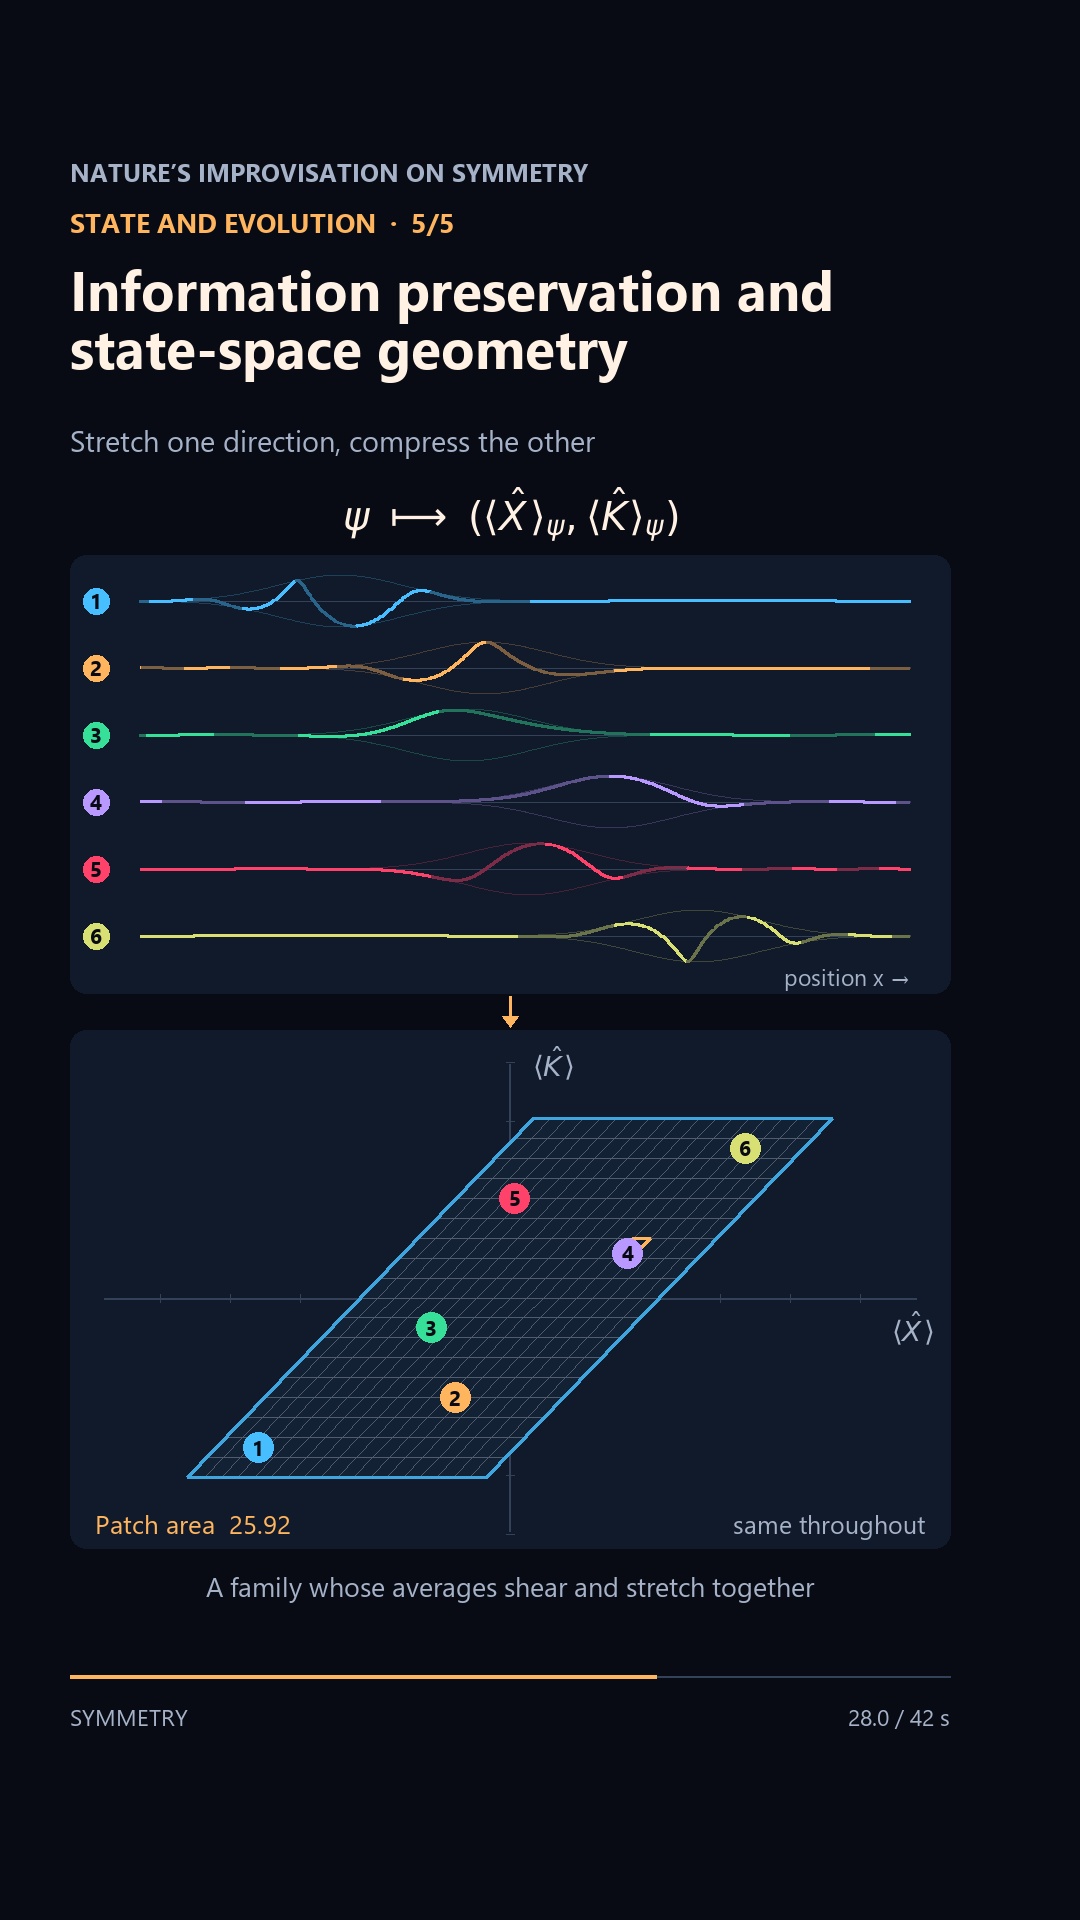 NATURE’S IMPROVISATION ON SYMMETRY
STATE AND EVOLUTION · 5/5
Information preservation and
state-space geometry
Stretch one direction, compress the other
ψ ⟼ (⟨X̂⟩ψ, ⟨K̂⟩ψ)
1
2
3
4
5
6
position x →
⟨K̂⟩
6
5
4
⟨X̂⟩
3
2
1
Patch area 25.92
same throughout
A family whose averages shear and stretch together
SYMMETRY
28.0 / 42 s